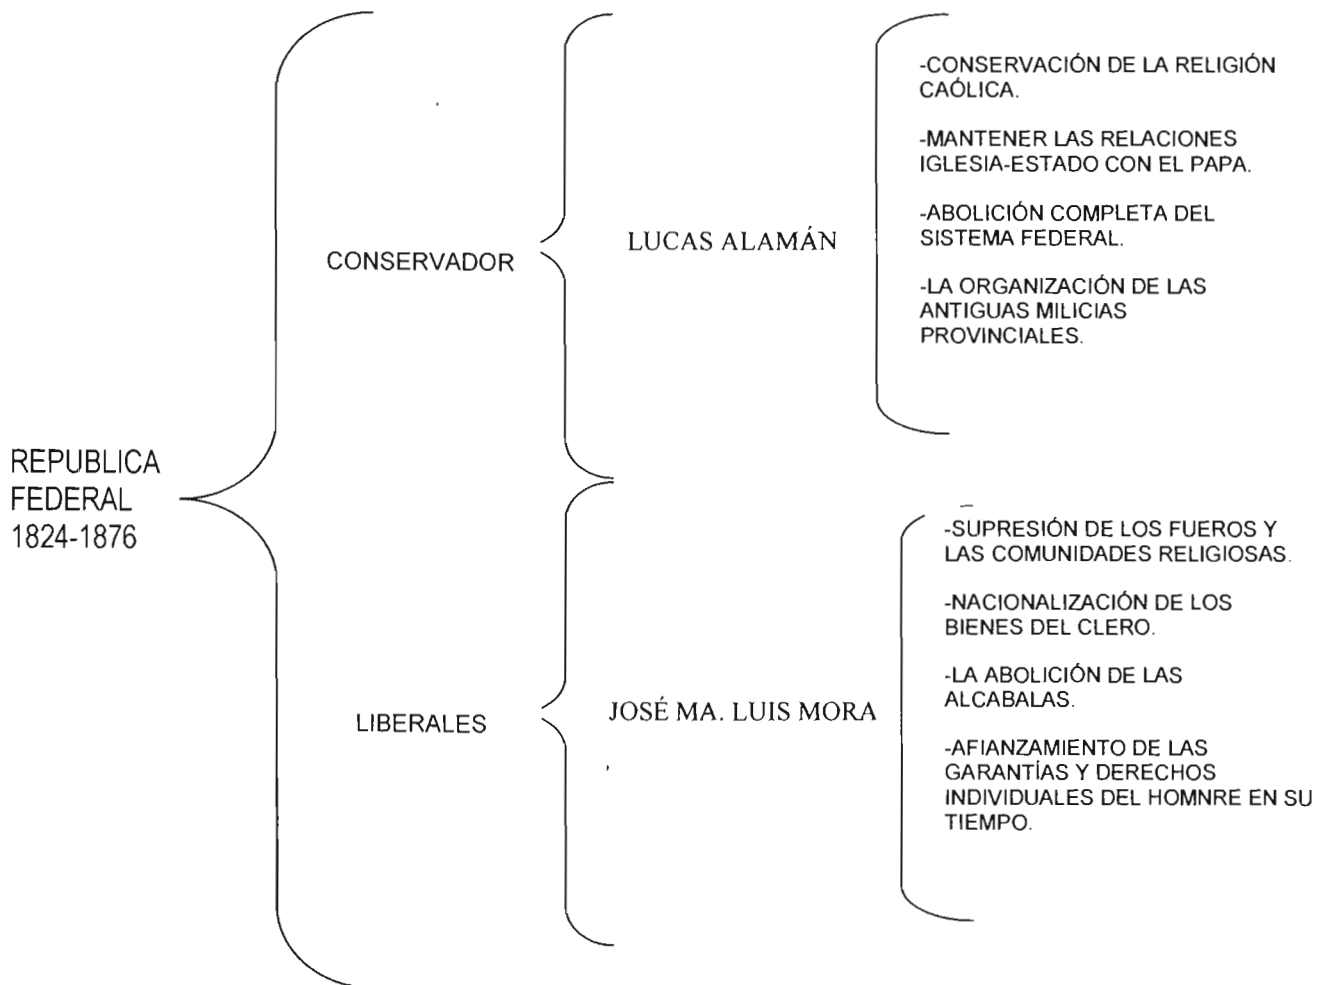 REPUBLICA
FEDERAL
1824-1876
CONSERVADOR
LUCAS ALAMÁN
-CONSERVACIÓN DE LA RELIGIÓN
CAÓLICA.
-MANTENER LAS RELACIONES
IGLESIA-ESTADO CON EL PAPA.
-ABOLICIÓN COMPLETA DEL
SISTEMA FEDERAL.
-LA ORGANIZACIÓN DE LAS
ANTIGUAS MILICIAS
PROVINCIALES.
LIBERALES
JOSÉ MA. LUIS MORA
-SUPRESIÓN DE LOS FUEROS Y
LAS COMUNIDADES RELIGIOSAS.
-NACIONALIZACIÓN DE LOS
BIENES DEL CLERO.
-LA ABOLICIÓN DE LAS
ALCABALAS.
-AFIANZAMIENTO DE LAS
GARANTÍAS Y DERECHOS
INDIVIDUALES DEL HOMNRE EN SU
TIEMPO.